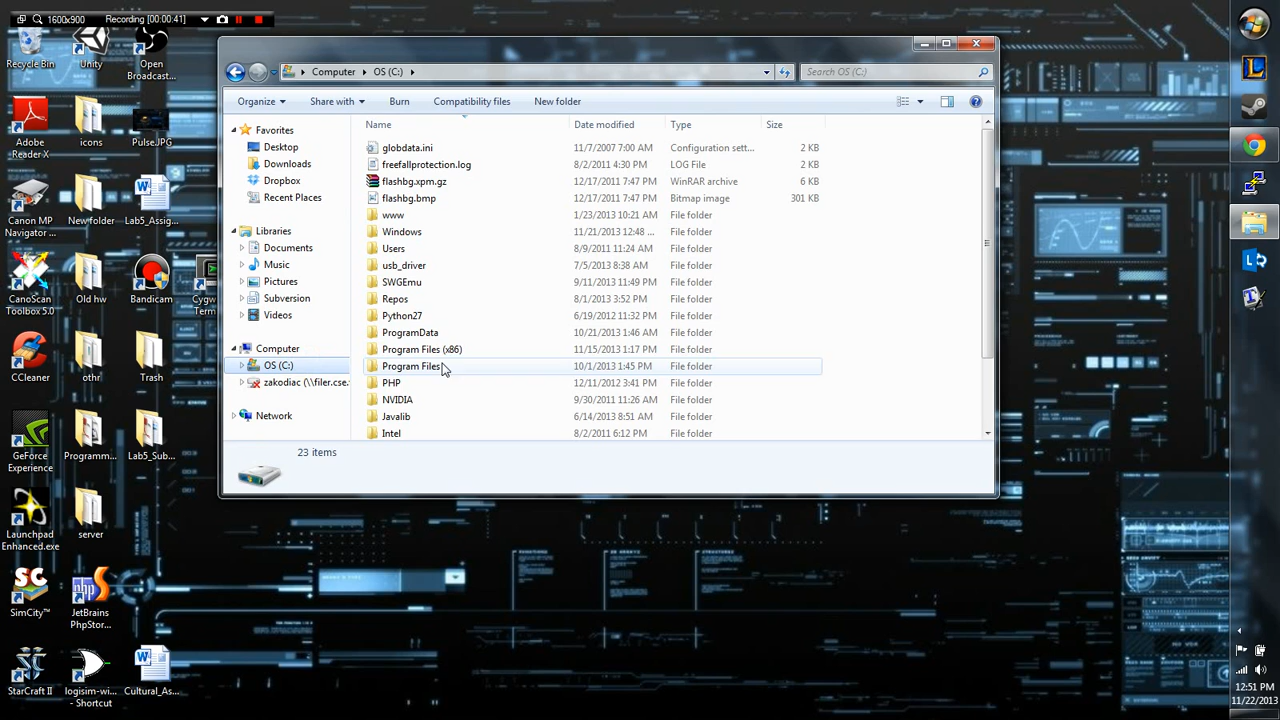 1600x900 Recording [00:00:41]
Recycle Bin
Unity
Open Broadcast...
Adobe Reader X
icons
Pulse.JPG
Canon MP Navigator ...
New folder
Lab5_Assig...
CanoScan Toolbox 5.0
Old hw
Bandicam
Cygw
Term
CCleaner
othr
Trash
GeForce Experience
Programm...
Lab5_Sub...
Launchpad Enhanced.exe
server
SimCity™
JetBrains PhpStor...
StarCraft II
logisim-wi... - Shortcut
Cultural_As...
Computer OS (C:)
Search OS (C:)
Organize Share with Burn Compatibility files New folder
Name Date modified Type Size
Favorites
Desktop
Downloads
Dropbox
Recent Places
Libraries
Documents
Music
Pictures
Subversion
Videos
Computer
OS (C:)
zakodiac (\\filer.cse.
Network
globdata.ini 11/7/2007 7:00 AM Configuration sett... 2 KB
freefallprotection.log 8/2/2011 4:30 PM LOG File 2 KB
flashbg.xpm.gz 12/17/2011 7:47 PM WinRAR archive 6 KB
flashbg.bmp 12/17/2011 7:47 PM Bitmap image 301 KB
www 1/23/2013 10:21 AM File folder
Windows 11/21/2013 12:48 ... File folder
Users 8/9/2011 11:24 AM File folder
usb_driver 7/5/2013 8:38 AM File folder
SWGEmu 9/11/2013 11:49 PM File folder
Repos 8/1/2013 3:52 PM File folder
Python27 6/19/2012 11:32 PM File folder
ProgramData 10/21/2013 1:46 AM File folder
Program Files (x86) 11/15/2013 1:17 PM File folder
Program Files 10/1/2013 1:45 PM File folder
PHP 12/11/2012 3:41 PM File folder
NVIDIA 9/30/2011 11:26 AM File folder
Javalib 6/14/2013 8:51 AM File folder
Intel 8/2/2011 6:12 PM File folder
23 items
12:51 PM
11/22/2013